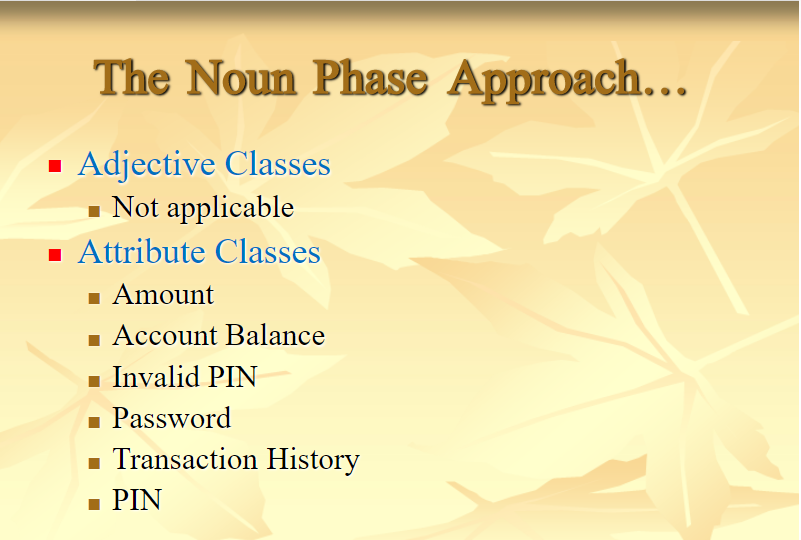 The Noun Phase Approach…
Adjective Classes
Not applicable
Attribute Classes
Amount
Account Balance
Invalid PIN
Password
Transaction History
PIN